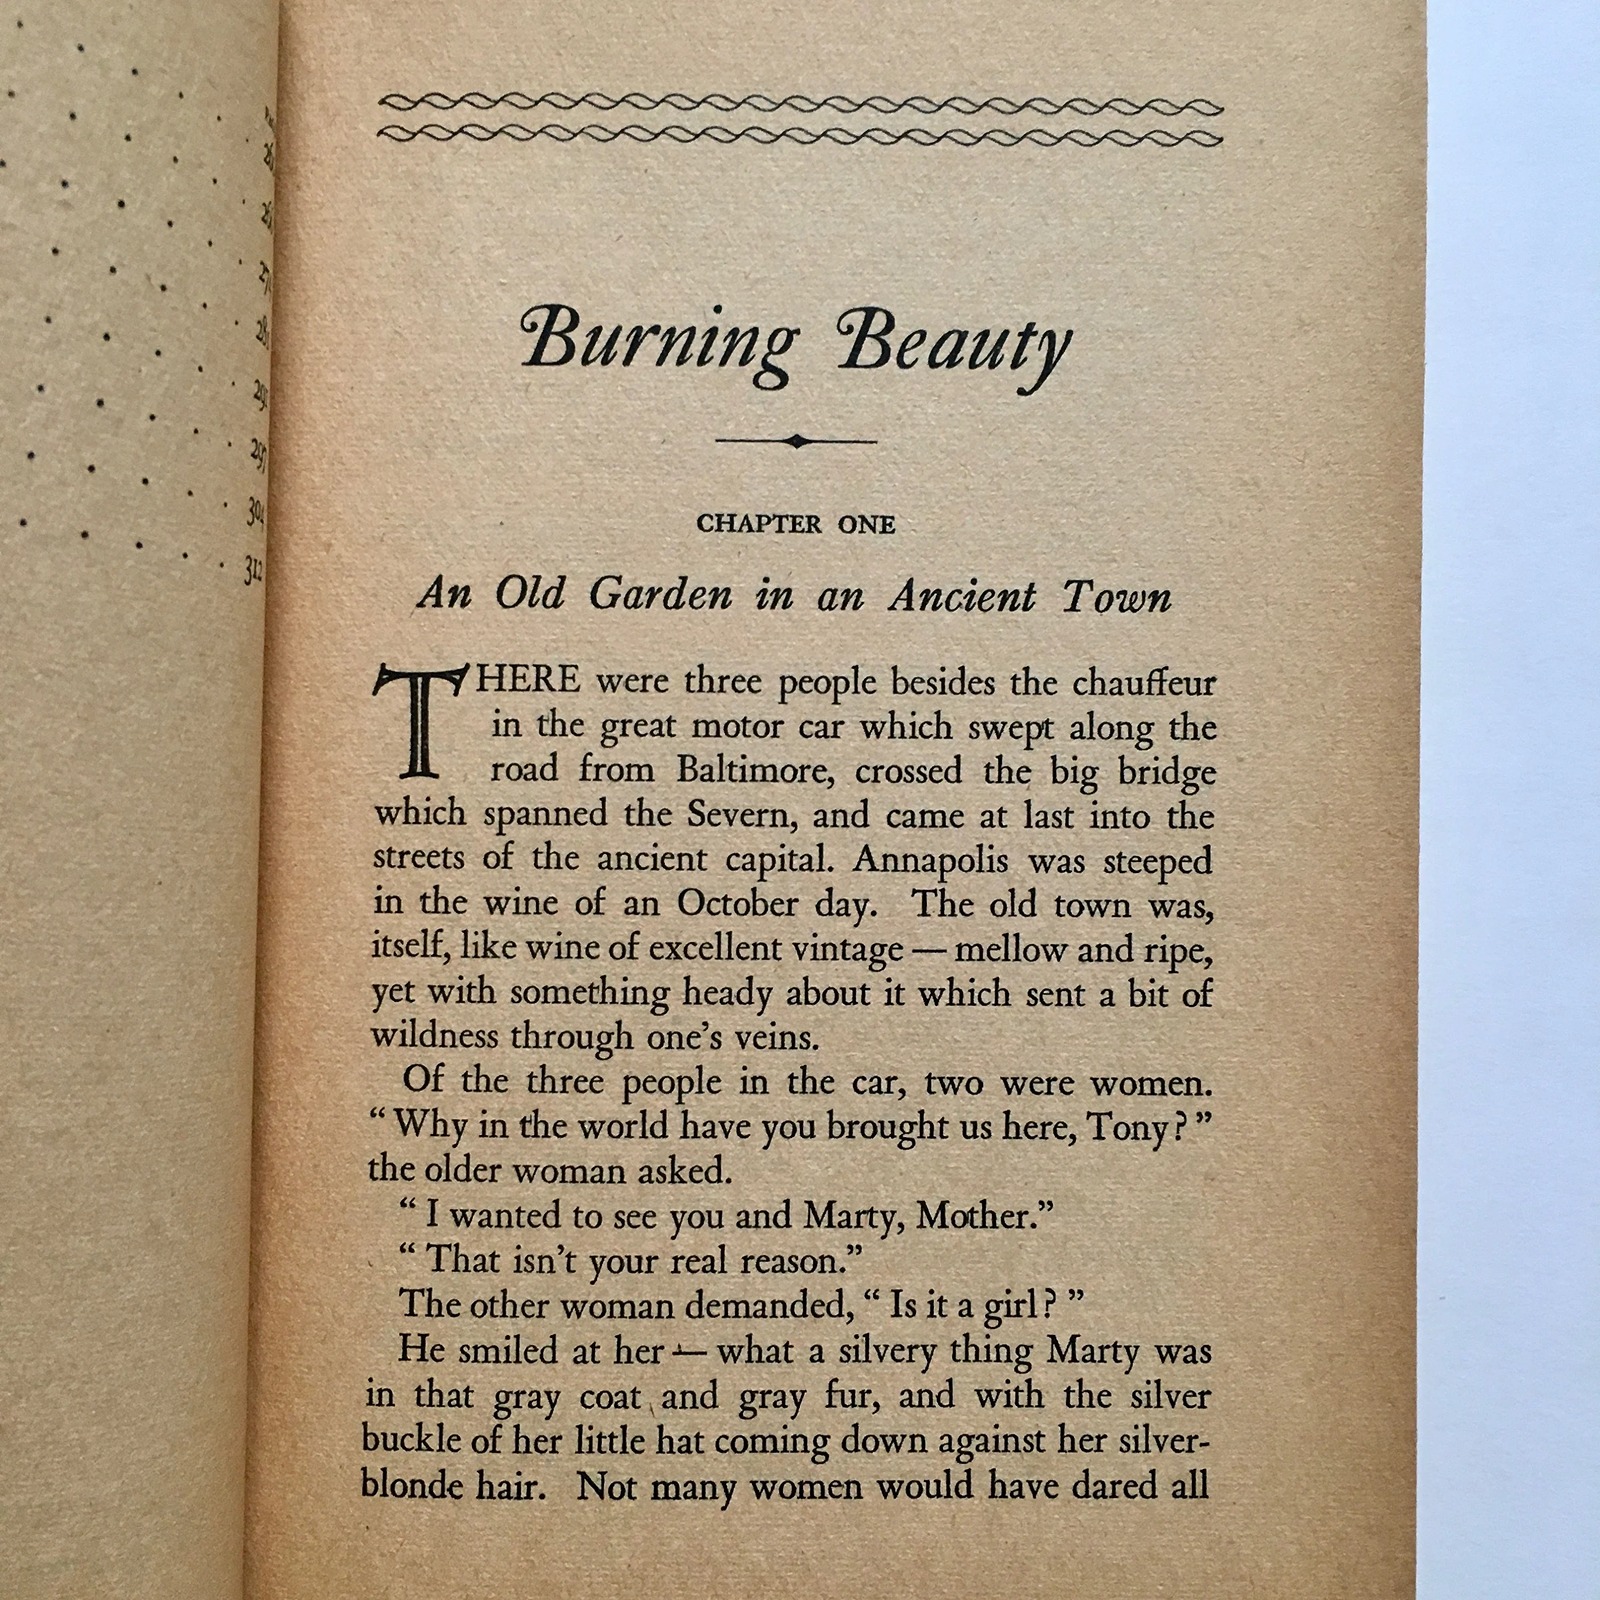 312
Burning Beauty
CHAPTER ONE
An Old Garden in an Ancient Town
THERE were three people besides the chauffeur
in the great motor car which swept along the
road from Baltimore, crossed the big bridge
which spanned the Severn, and came at last into the
streets of the ancient capital. Annapolis was steeped
in the wine of an October day. The old town was,
itself, like wine of excellent vintage — mellow and ripe,
yet with something heady about it which sent a bit of
wildness through one's veins.
Of the three people in the car, two were women.
“ Why in the world have you brought us here, Tony? ”
the older woman asked.
“ I wanted to see you and Marty, Mother.”
“ That isn't your real reason.”
The other woman demanded, “ Is it a girl? ”
He smiled at her — what a silvery thing Marty was
in that gray coat and gray fur, and with the silver
buckle of her little hat coming down against her silver-
blonde hair. Not many women would have dared all